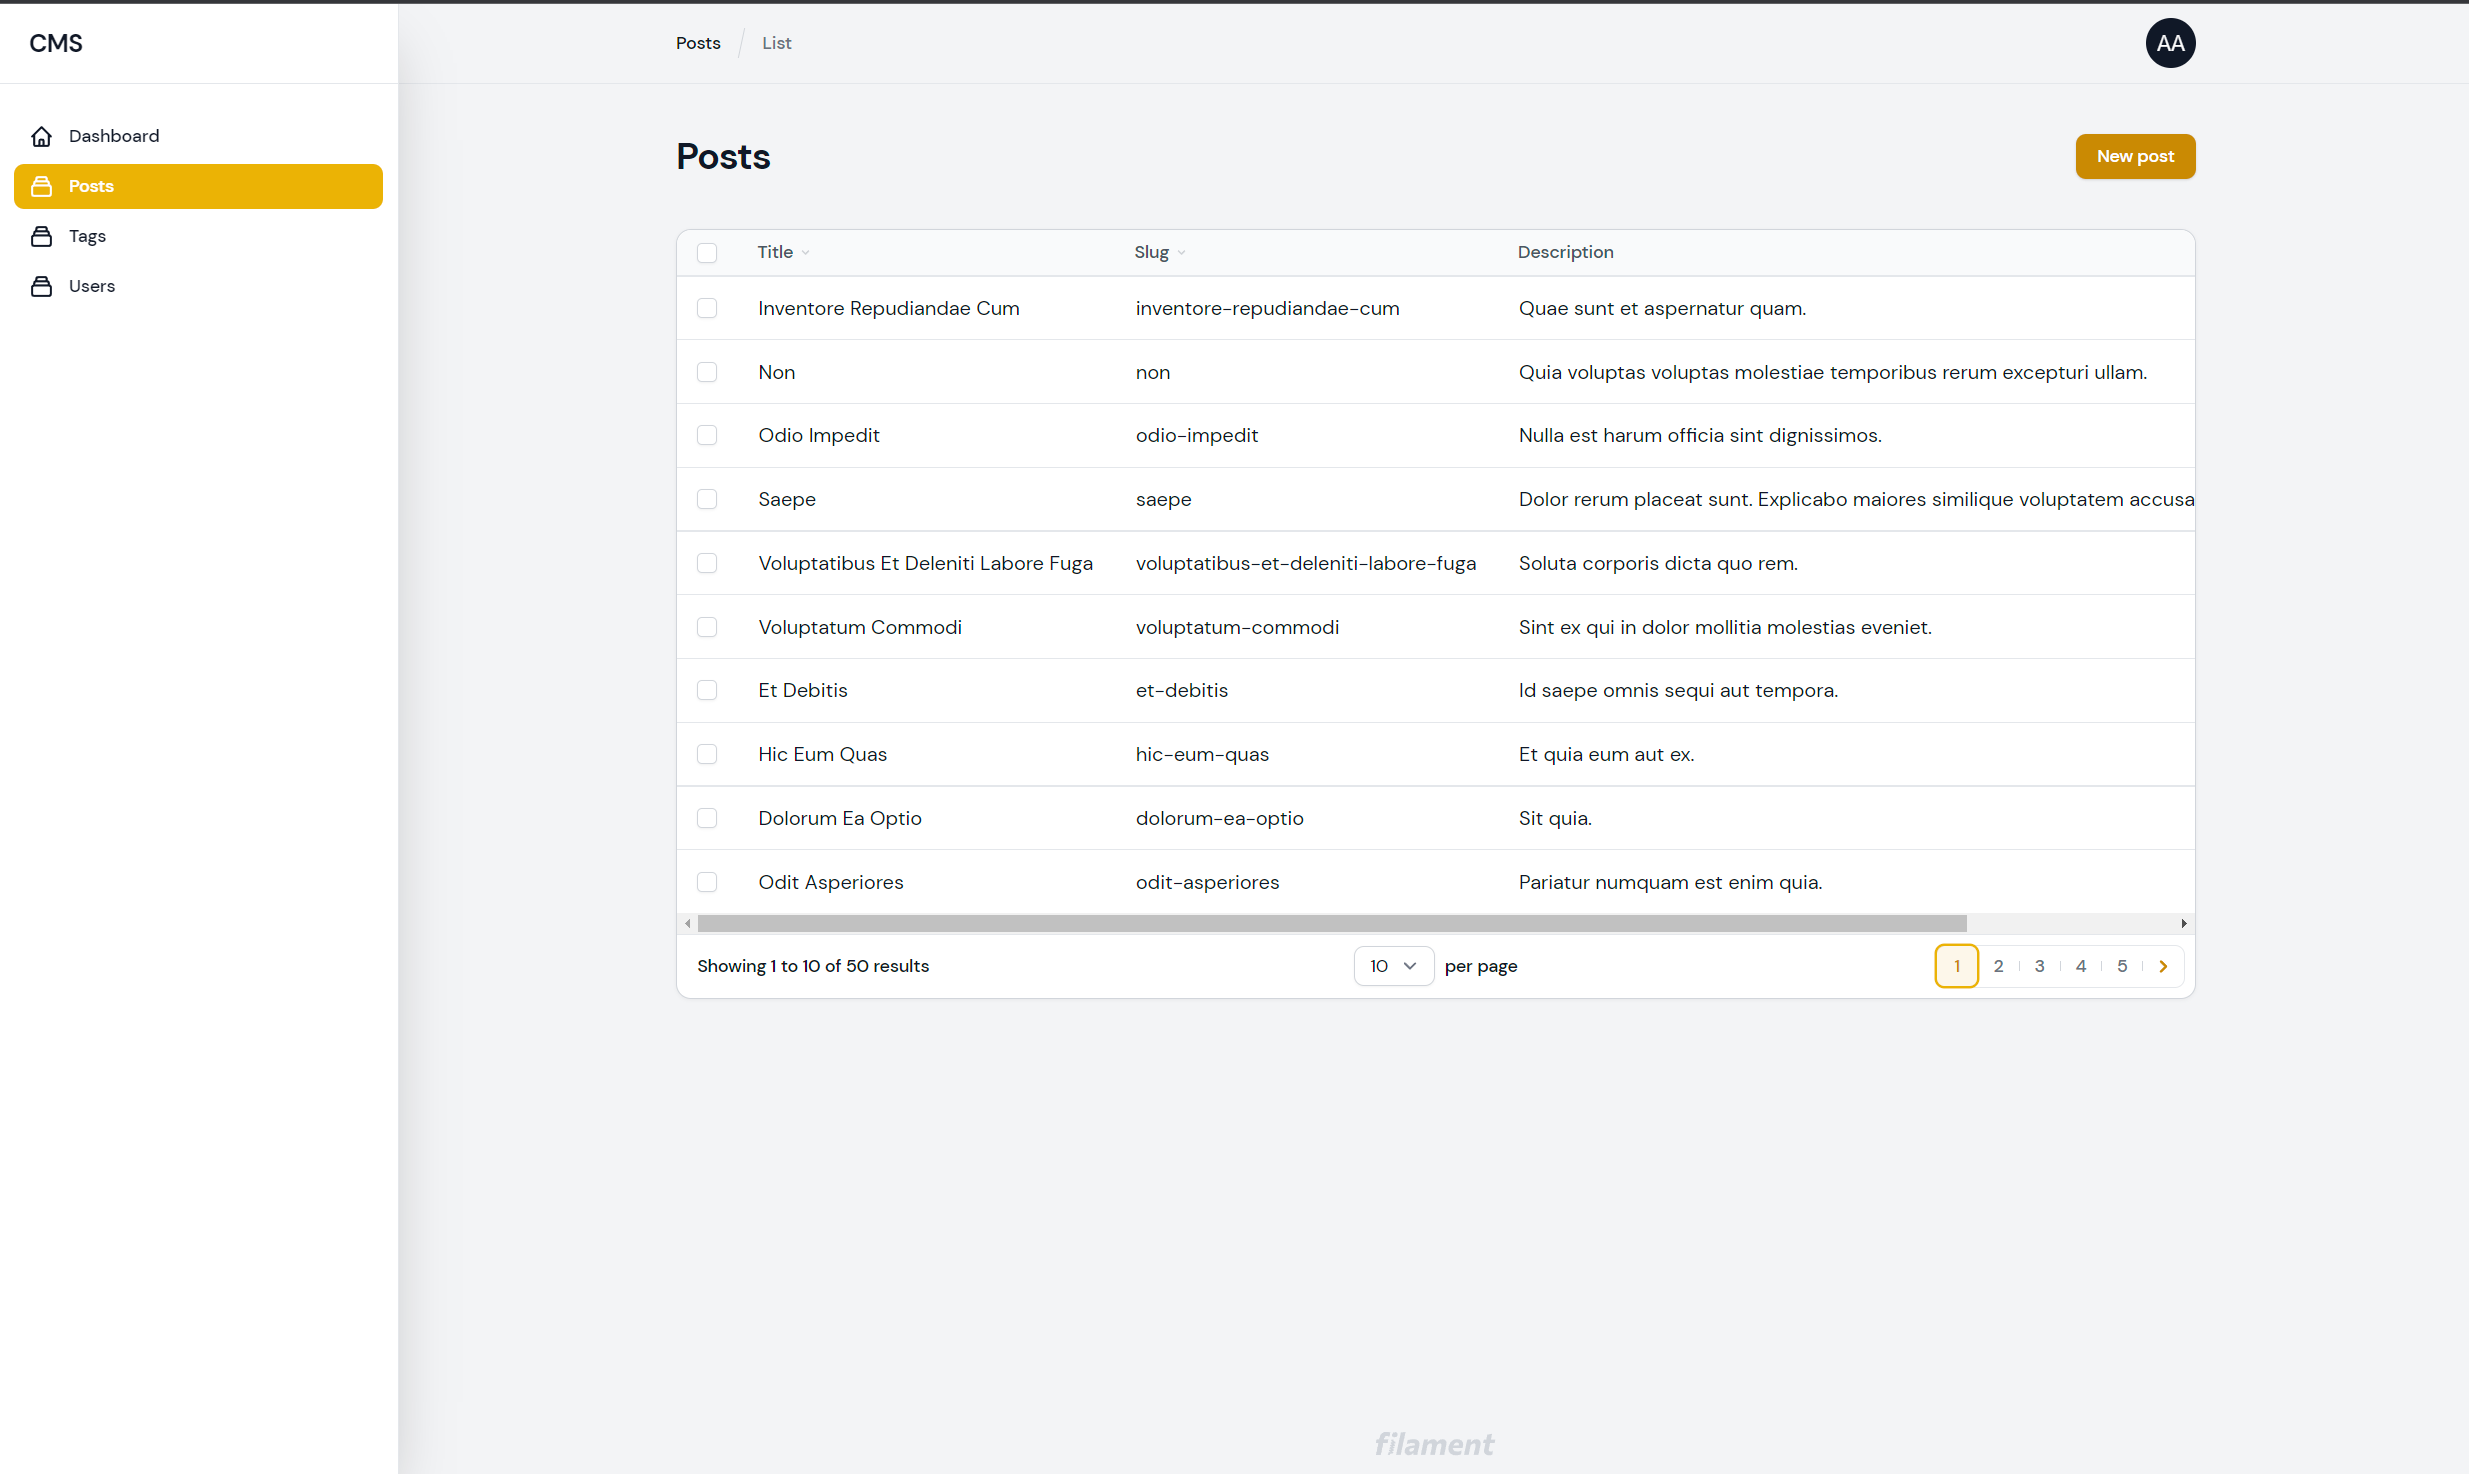 CMS
Posts / List
AA
Dashboard
Posts
Tags
Users
Posts
New post
Title Slug Description
Inventore Repudiandae Cum inventore-repudiandae-cum Quae sunt et aspernatur quam.
Non non Quia voluptas voluptas molestiae temporibus rerum excepturi ullam.
Odio Impedit odio-impedit Nulla est harum officia sint dignissimos.
Saepe saepe Dolor rerum placeat sunt. Explicabo maiores similique voluptatem accusa
Voluptatibus Et Deleniti Labore Fuga voluptatibus-et-deleniti-labore-fuga Soluta corporis dicta quo rem.
Voluptatum Commodi voluptatum-commodi Sint ex qui in dolor mollitia molestias eveniet.
Et Debitis et-debitis Id saepe omnis sequi aut tempora.
Hic Eum Quas hic-eum-quas Et quia eum aut ex.
Dolorum Ea Optio dolorum-ea-optio Sit quia.
Odit Asperiores odit-asperiores Pariatur numquam est enim quia.
Showing 1 to 10 of 50 results 10 per page 1 2 3 4 5
filament